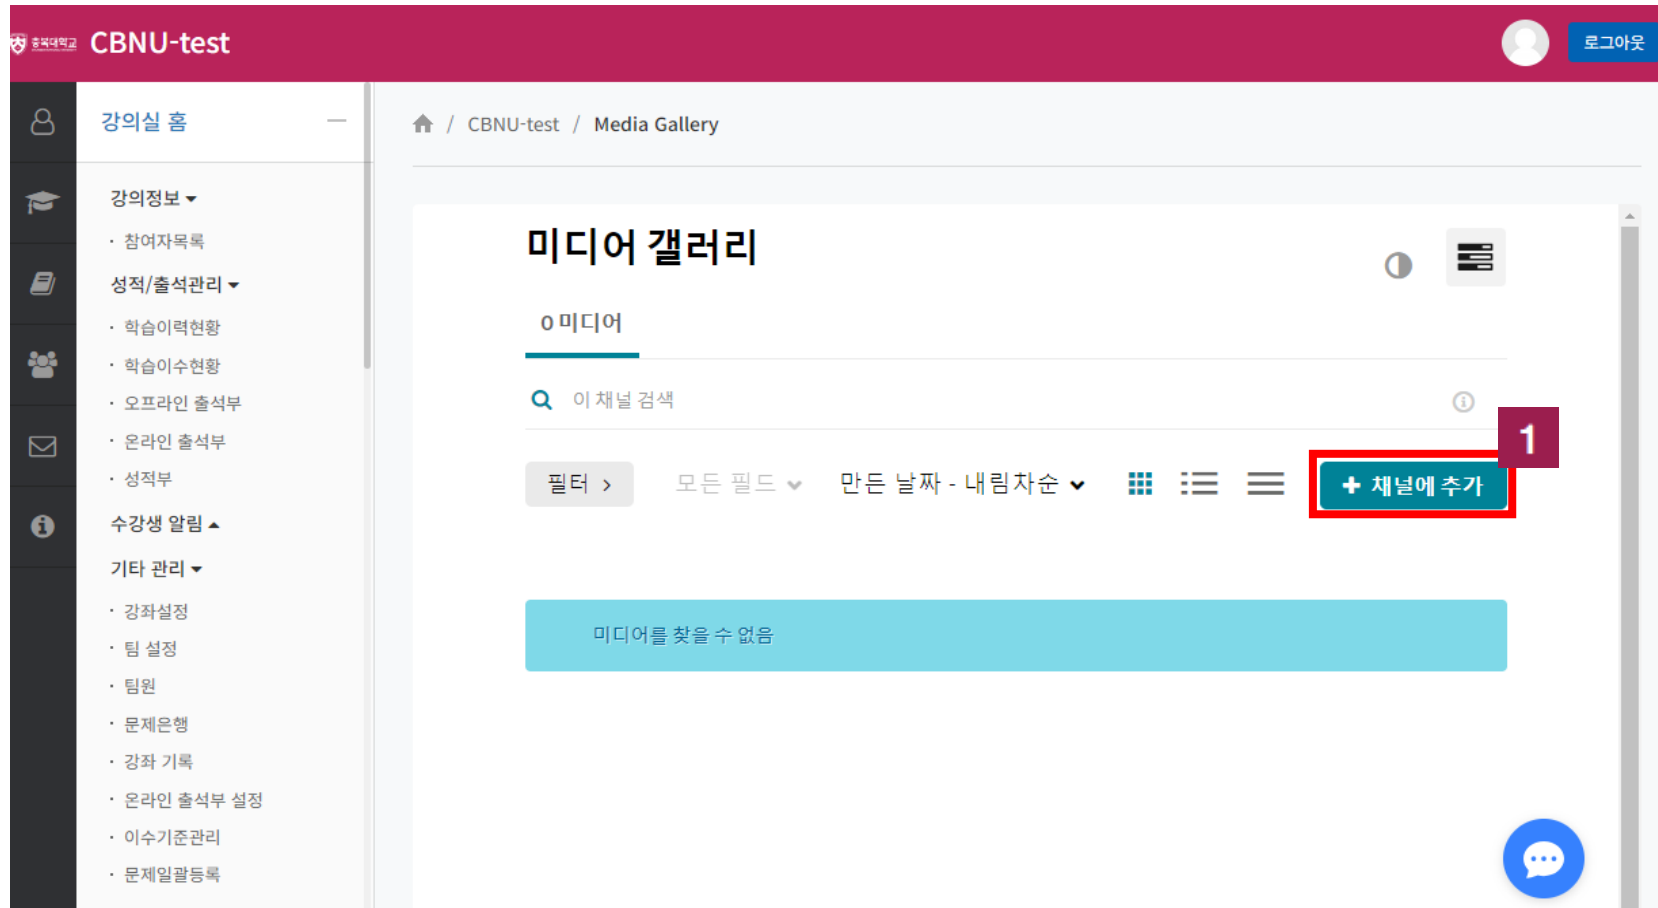 충북대학교 CBNU-test
로그아웃
강의실 홈
/ CBNU-test / Media Gallery
강의정보
· 참여자목록
성적/출석관리
· 학습이력현황
· 학습이수현황
· 오프라인 출석부
· 온라인 출석부
· 성적부
수강생 알림
기타 관리
· 강좌설정
· 팀 설정
· 팀원
· 문제은행
· 강좌 기록
· 온라인 출석부 설정
· 이수기준관리
· 문제일괄등록
미디어 갤러리
0 미디어
이 채널 검색
1
필터 > 모든 필드 만든 날짜 - 내림차순 + 채널에 추가
미디어를 찾을 수 없음